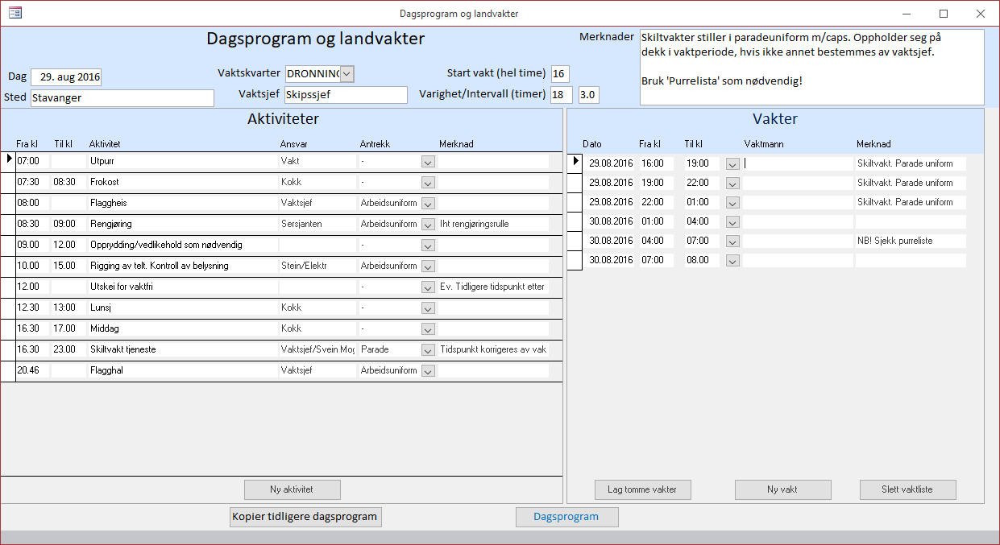 Dagsprogram og landvakter
Dagsprogram og landvakter
Merknader
Skiltvakter stiller i paradeuniform m/caps. Oppholder seg på
dekk i vaktperiode, hvis ikke annet bestemmes av vaktsjef.
Bruk 'Purrelista' som nødvendig!
Dag 29. aug 2016
Vaktskvarter DRONNING
Start vakt (hel time) 16
Sted Stavanger
Vaktsjef Skipssjef
Varighet/Intervall (timer) 18 3.0
Aktiviteter
Fra kl Til kl Aktivitet Ansvar Antrekk Merknad
07:00 Utpurr Vakt -
07:30 08:30 Frokost Kokk -
08:00 Flaggheis Vaktsjef Arbeidsuniform
08:30 09:00 Rengjøring Sersjanten Arbeidsuniform Iht rengjøringsrulle
09.00 12.00 Opprydding/vedlikehold som nødvendig -
10.00 15.00 Rigging av telt. Kontroll av belysning Stein/Elektr Arbeidsuniform
12.00 Utskei for vaktfri - Ev. Tidligere tidspunkt etter
12.30 13:00 Lunsj Kokk -
16.30 17.00 Middag Kokk -
16.30 23.00 Skiltvakt tjeneste Vaktsjef/Svein Mog Parade Tidspunkt korrigeres av vak
20.46 Flagghal Vaktsjef Arbeidsuniform
Ny aktivitet
Vakter
Dato Fra kl Til kl Vaktmann Merknad
29.08.2016 16:00 19:00 Skiltvakt. Parade uniform
29.08.2016 19:00 22:00 Skiltvakt. Parade uniform
29.08.2016 22:00 01:00 Skiltvakt. Parade uniform
30.08.2016 01:00 04:00
30.08.2016 04:00 07:00 NB! Sjekk purreliste
30.08.2016 07:00 08.00
Lag tomme vakter Ny vakt Slett vaktliste
Kopier tidligere dagsprogram Dagsprogram